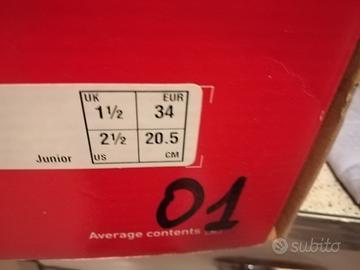 UK EUR
1½ 34
2½ 20.5
Junior US CM
01
Average contents
subito